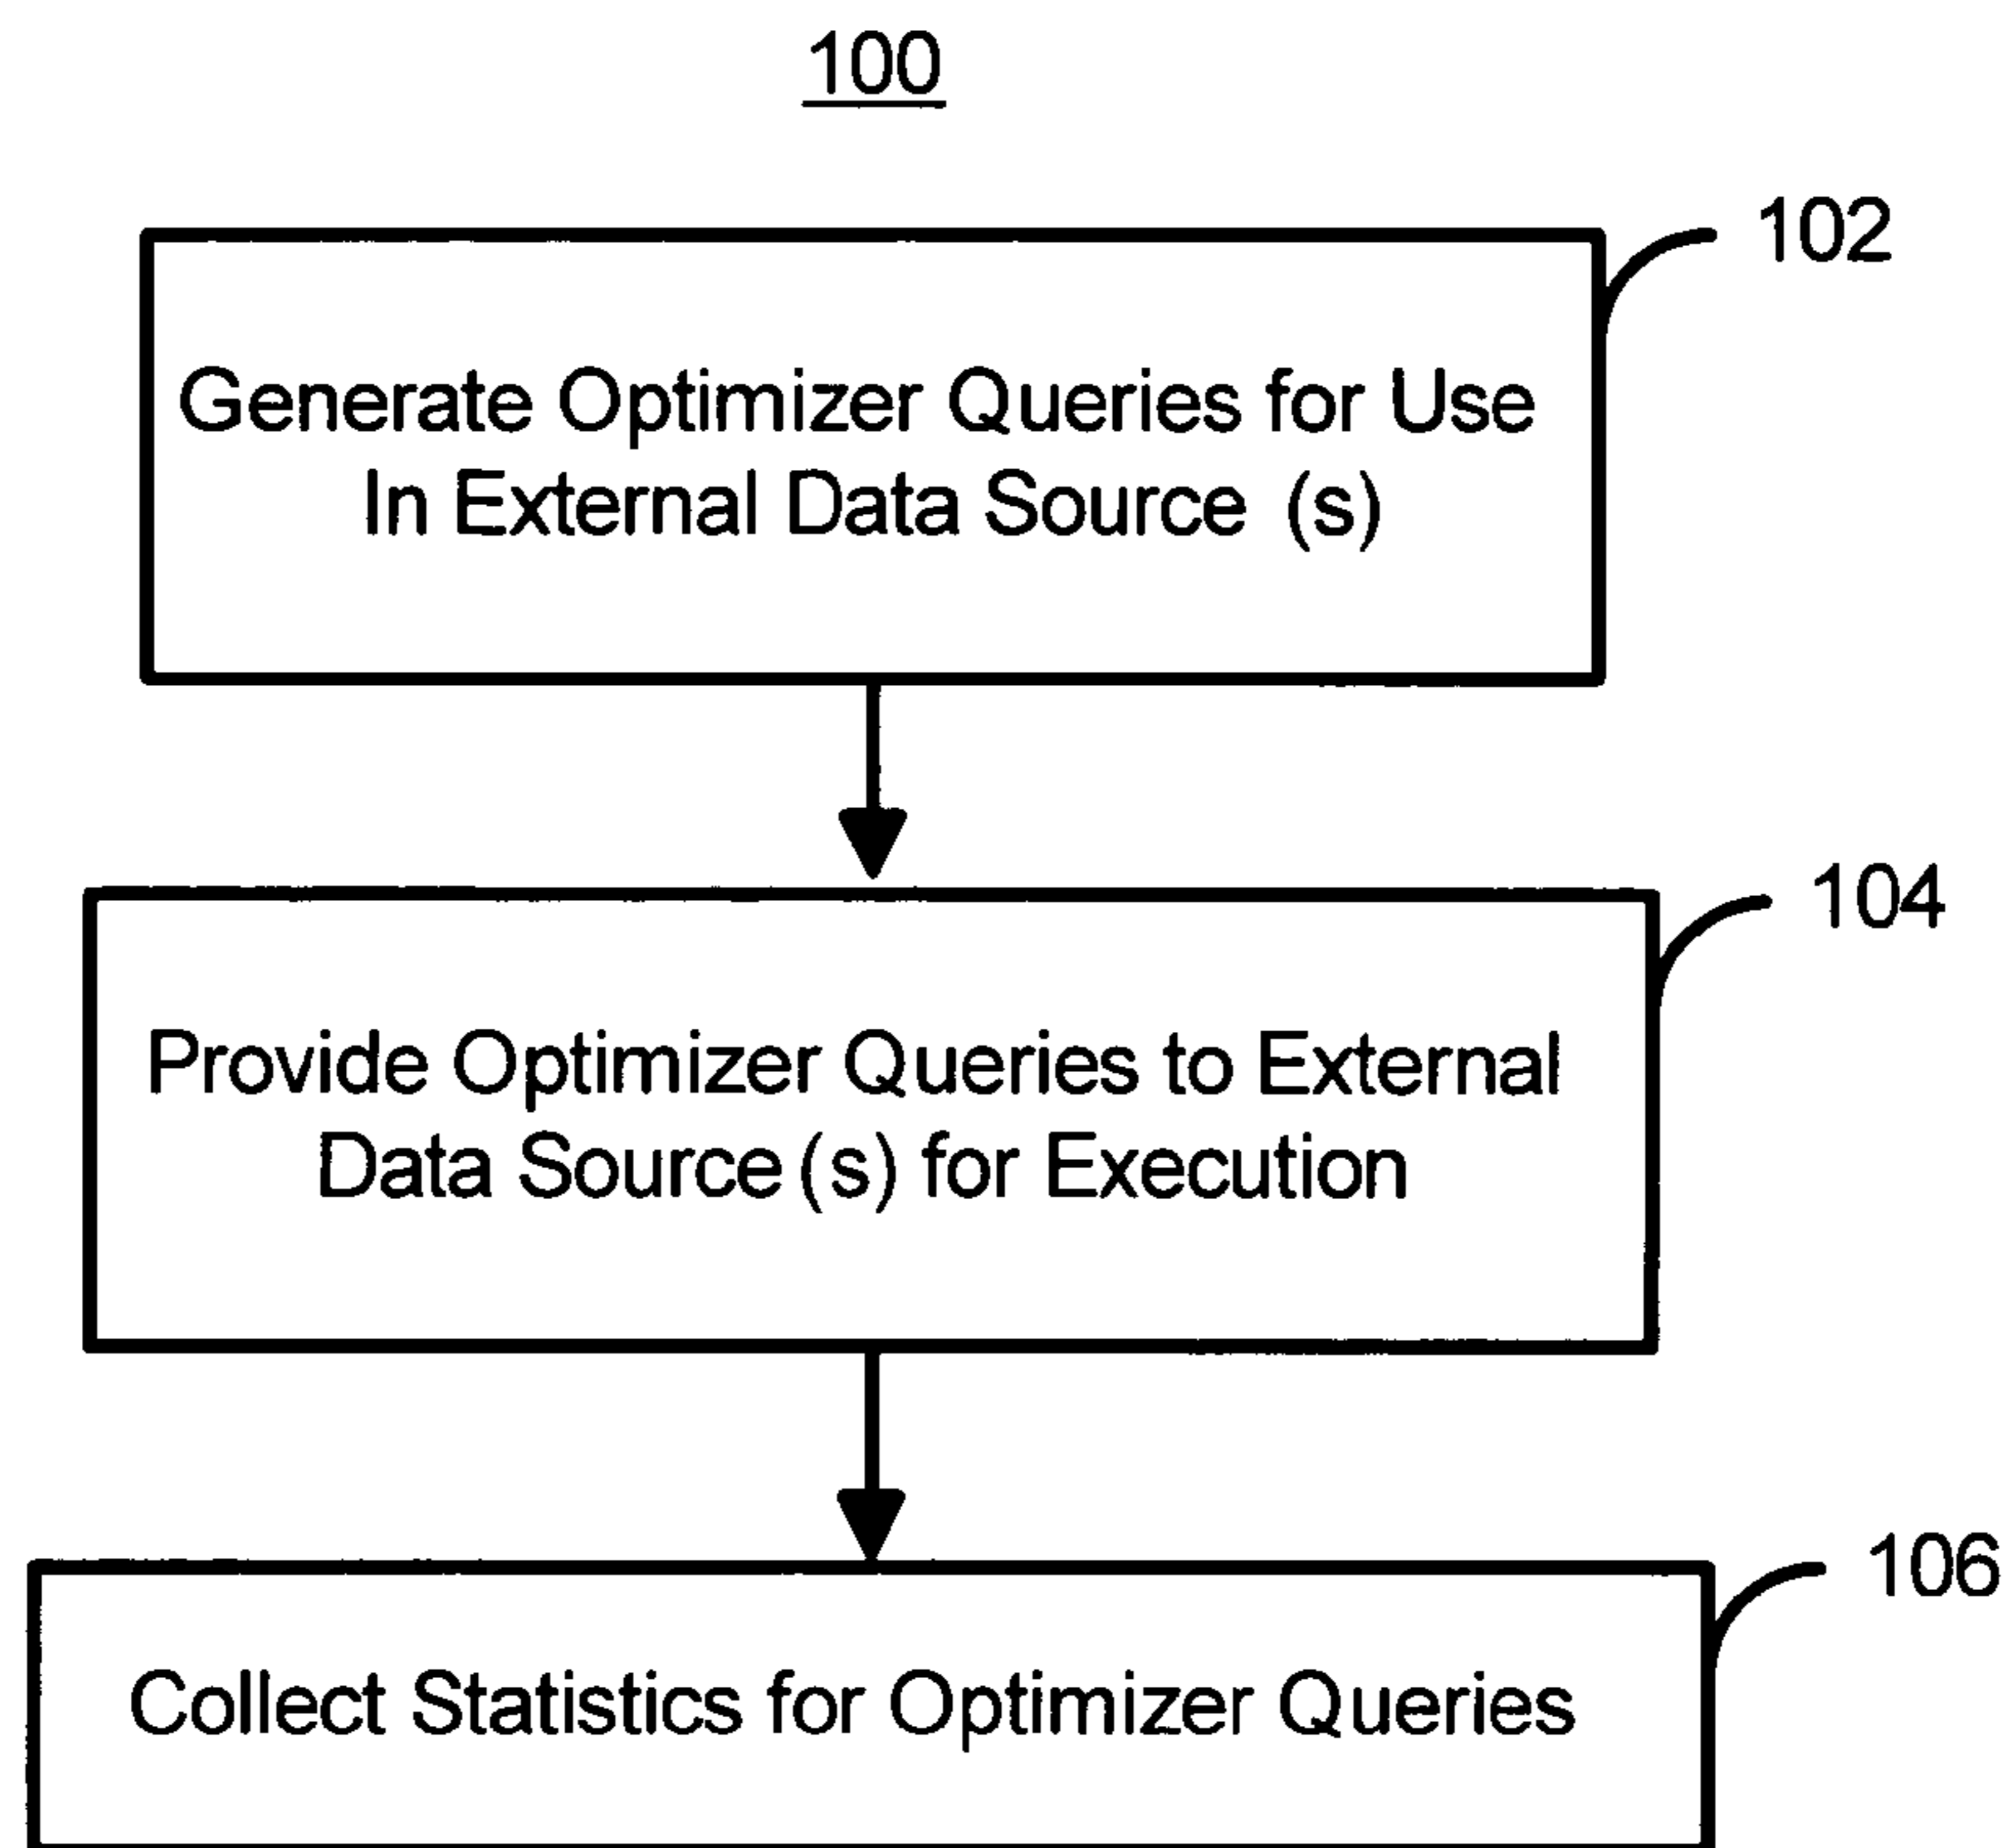 100
102
Generate Optimizer Queries for Use
In External Data Source (s)
104
Provide Optimizer Queries to External
Data Source (s) for Execution
106
Collect Statistics for Optimizer Queries